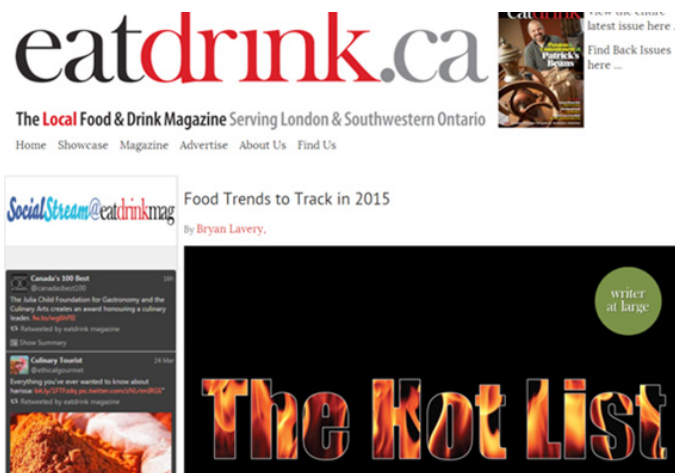 eatdrink.ca
The Local Food & Drink Magazine Serving London & Southwestern Ontario
eatdrink
Patrick's
Beans
View the entire
latest issue here ..
Find Back Issues
here ...
Home Showcase Magazine Advertise About Us Find Us
SocialStream@eatdrinkmag
Canada's 100 Best
@canadasbest100
The Julia Child Foundation for Gastronomy and the
Culinary Arts creates an award honouring a culinary
leader.
Retweeted by eatdrink magazine
Show Summary
Culinary Tourist 24 Mar
@ethicalgourmet
Everything you've ever wanted to know about
Retweeted by eatdrink magazine
Food Trends to Track in 2015
By Bryan Lavery,
writer
at large
The Hot List